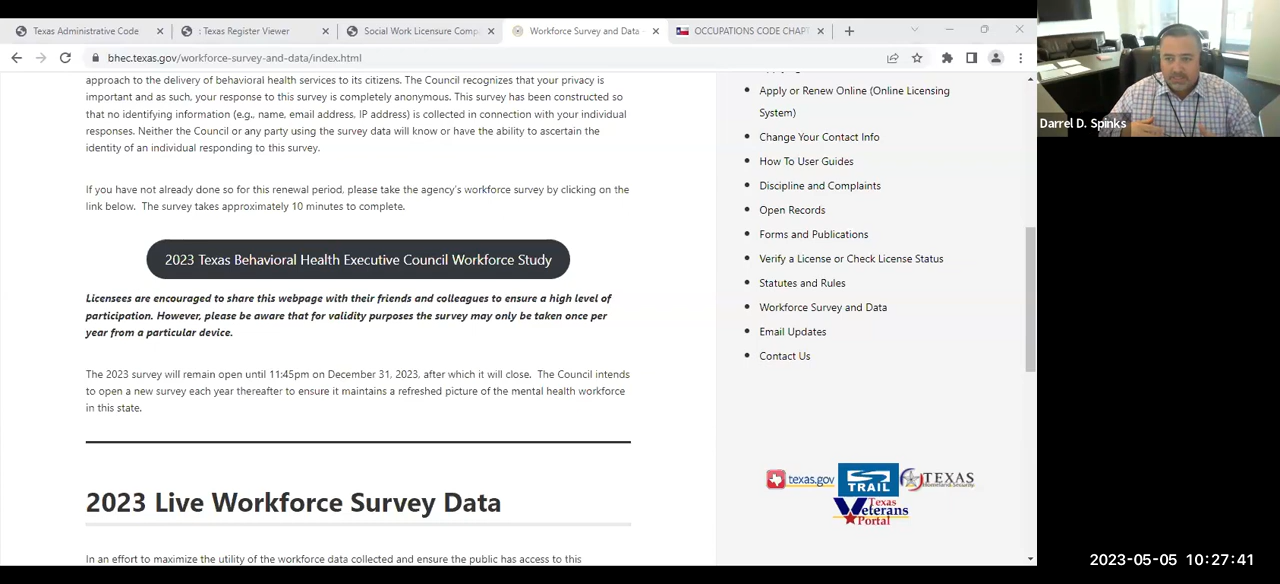 Texas Administrative Code
: Texas Register Viewer
Social Work Licensure Comp
Workforce Survey and Data -
OCCUPATIONS CODE CHAPT
bhec.texas.gov/workforce-survey-and-data/index.html
approach to the delivery of behavioral health services to its citizens. The Council recognizes that your privacy is
important and as such, your response to this survey is completely anonymous. This survey has been constructed so
that no identifying information (e.g., name, email address, IP address) is collected in connection with your individual
responses. Neither the Council or any party using the survey data will know or have the ability to ascertain the
identity of an individual responding to this survey.
If you have not already done so for this renewal period, please take the agency's workforce survey by clicking on the
link below. The survey takes approximately 10 minutes to complete.
2023 Texas Behavioral Health Executive Council Workforce Study
Licensees are encouraged to share this webpage with their friends and colleagues to ensure a high level of
participation. However, please be aware that for validity purposes the survey may only be taken once per
year from a particular device.
The 2023 survey will remain open until 11:45pm on December 31, 2023, after which it will close. The Council intends
to open a new survey each year thereafter to ensure it maintains a refreshed picture of the mental health workforce
in this state.
2023 Live Workforce Survey Data
In an effort to maximize the utility of the workforce data collected and ensure the public has access to this
Apply or Renew Online (Online Licensing
System)
Change Your Contact Info
How To User Guides
Discipline and Complaints
Open Records
Forms and Publications
Verify a License or Check License Status
Statutes and Rules
Workforce Survey and Data
Email Updates
Contact Us
texas.gov
TRAIL
TEXAS
Texas
Veterans
Portal
Darrel D. Spinks
2023-05-05 10:27:41